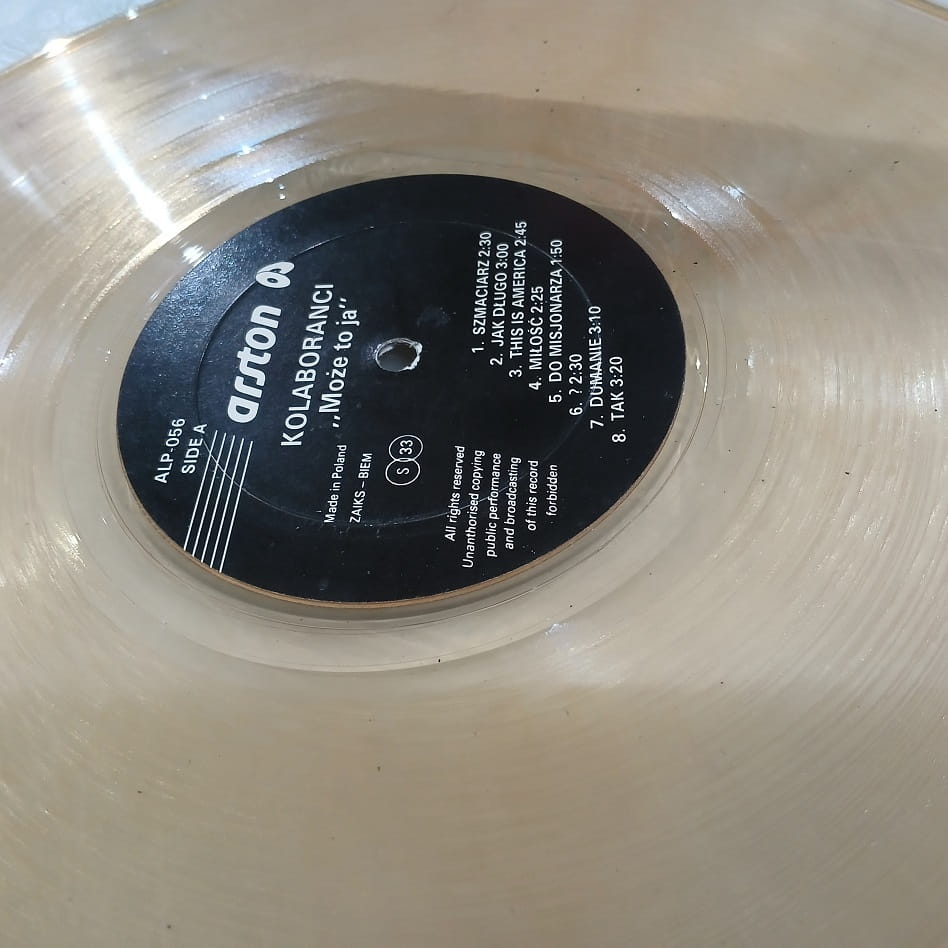 ALP-056
SIDE A
arston
KOLABORANCI
,,Może to ja"
Made in Poland
ZAIKS – BIEM
S 33
1. SZMACIARZ 2:30
2. JAK DŁUGO 3:00
3. THIS IS AMERICA 2:45
4. MIŁOŚĆ 2:25
5. DO MISJONARZA 1:50
6. ? 2:30
7. DUMANIE 3:10
8. TAK 3:20
All rights reserved
Unanthorised copying
public performance
and broadcasting
of this record
forbidden